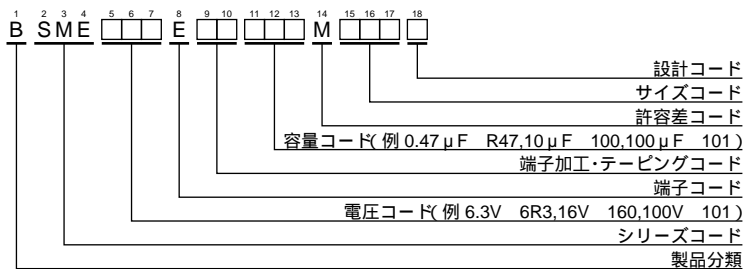 1 2 3 4 5 6 7 8 9 10 11 12 13 14 15 16 17 18
B SME □□□ E □□ □□□ M □□□ □
設計コード
サイズコード
許容差コード
容量コード(例 0.47μF R47,10μF 100,100μF 101)
端子加工・テーピングコード
端子コード
電圧コード(例 6.3V 6R3,16V 160,100V 101)
シリーズコード
製品分類